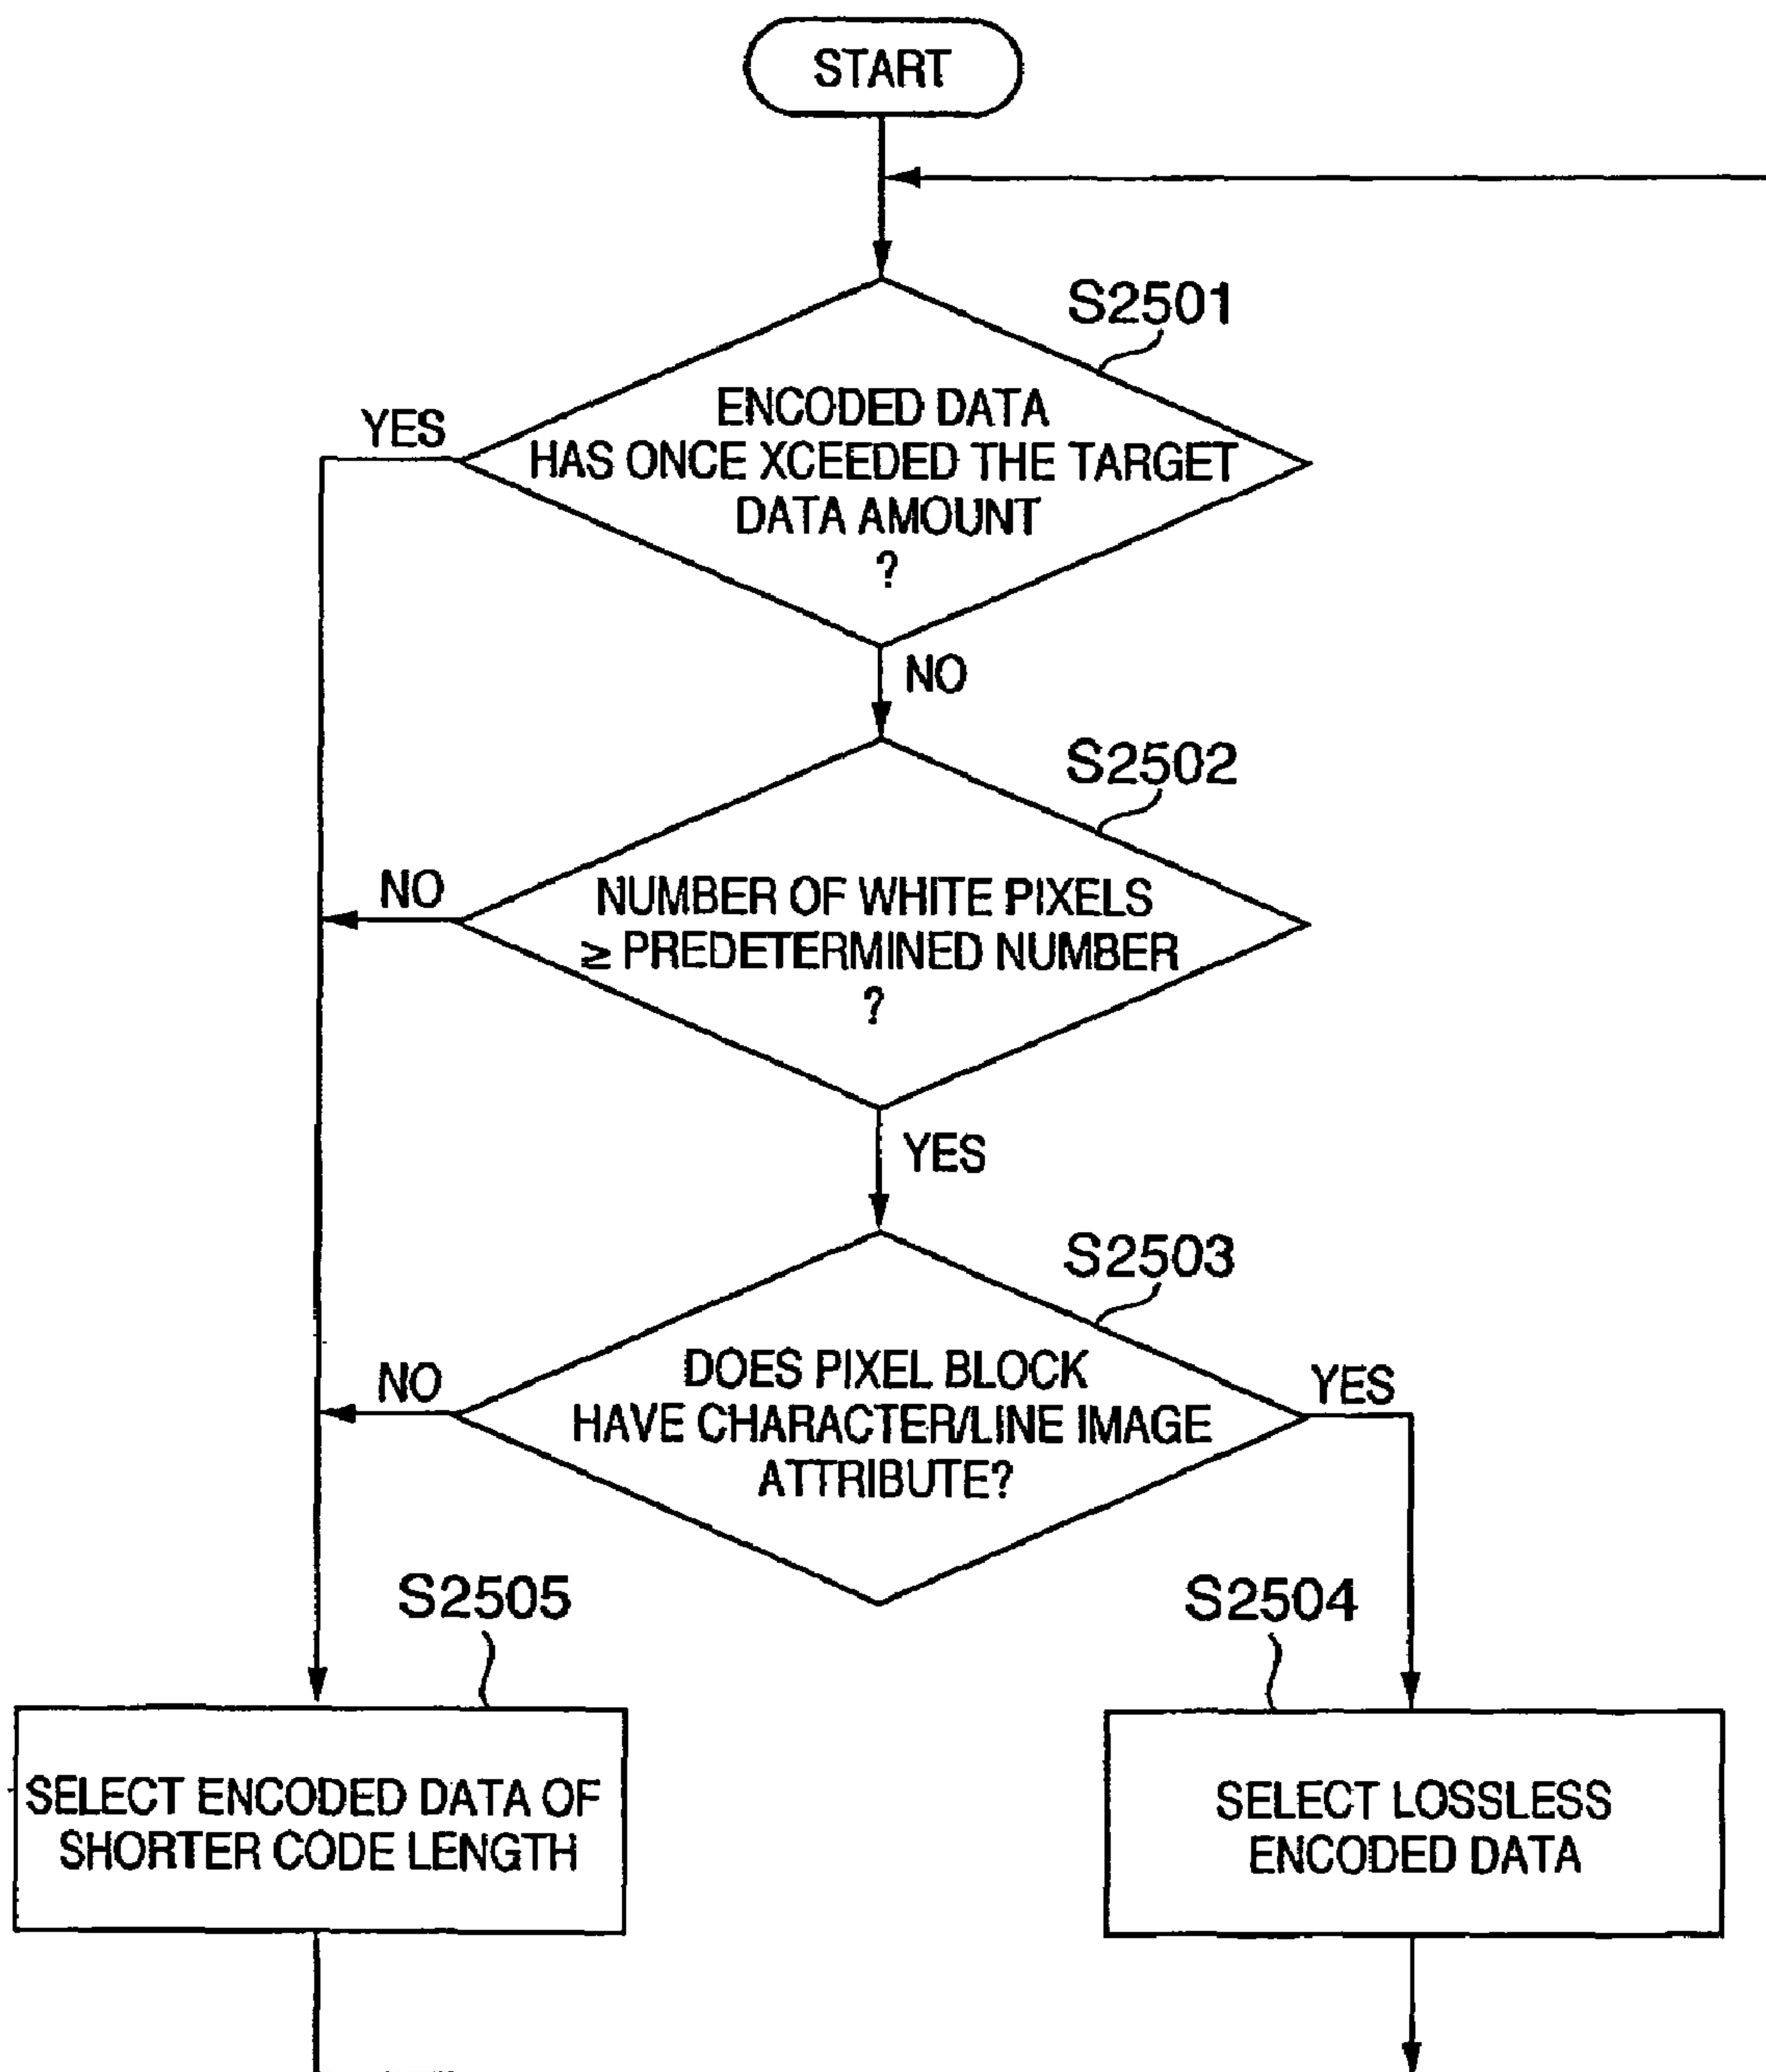 START
S2501
ENCODED DATA
HAS ONCE XCEEDED THE TARGET
DATA AMOUNT
?
YES
NO
S2502
NUMBER OF WHITE PIXELS
≥ PREDETERMINED NUMBER
?
NO
YES
S2503
DOES PIXEL BLOCK
HAVE CHARACTER/LINE IMAGE
ATTRIBUTE?
NO
YES
S2505
SELECT ENCODED DATA OF
SHORTER CODE LENGTH
S2504
SELECT LOSSLESS
ENCODED DATA